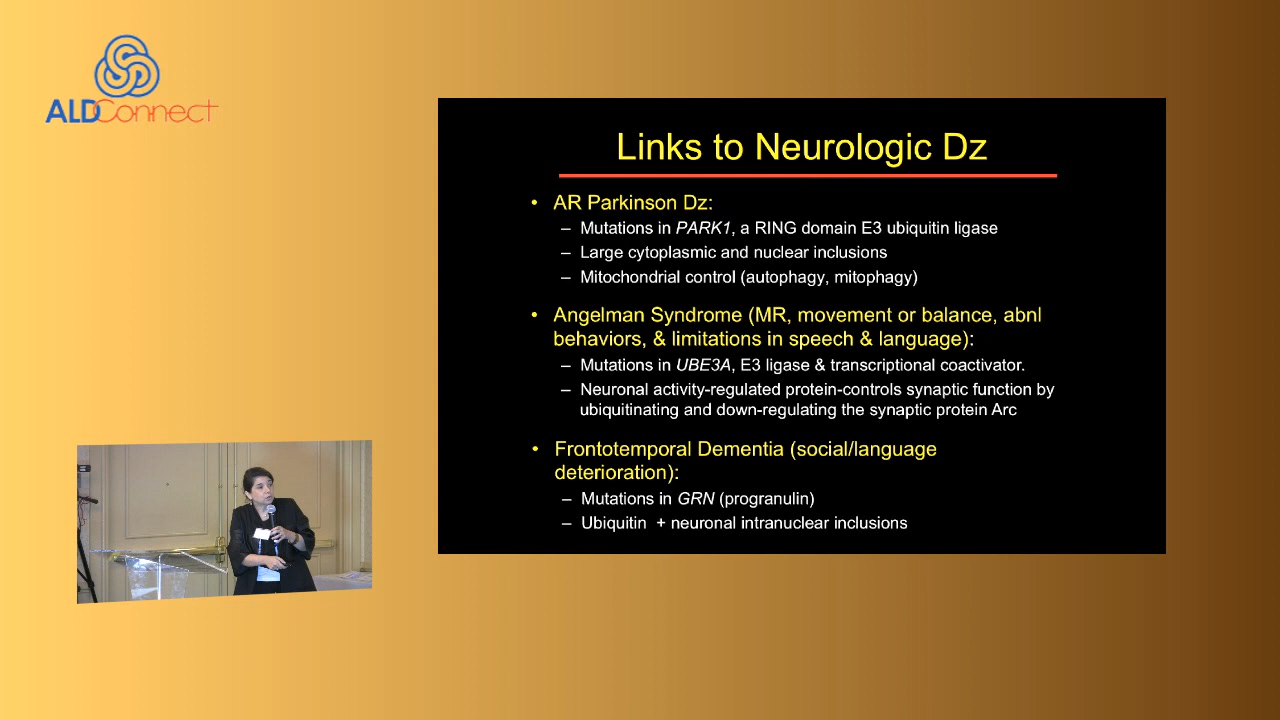 ALDConnect
Links to Neurologic Dz
• AR Parkinson Dz:
– Mutations in PARK1, a RING domain E3 ubiquitin ligase
– Large cytoplasmic and nuclear inclusions
– Mitochondrial control (autophagy, mitophagy)
• Angelman Syndrome (MR, movement or balance, abnl
behaviors, & limitations in speech & language):
– Mutations in UBE3A, E3 ligase & transcriptional coactivator.
– Neuronal activity-regulated protein-controls synaptic function by
ubiquitinating and down-regulating the synaptic protein Arc
• Frontotemporal Dementia (social/language
deterioration):
– Mutations in GRN (progranulin)
– Ubiquitin + neuronal intranuclear inclusions